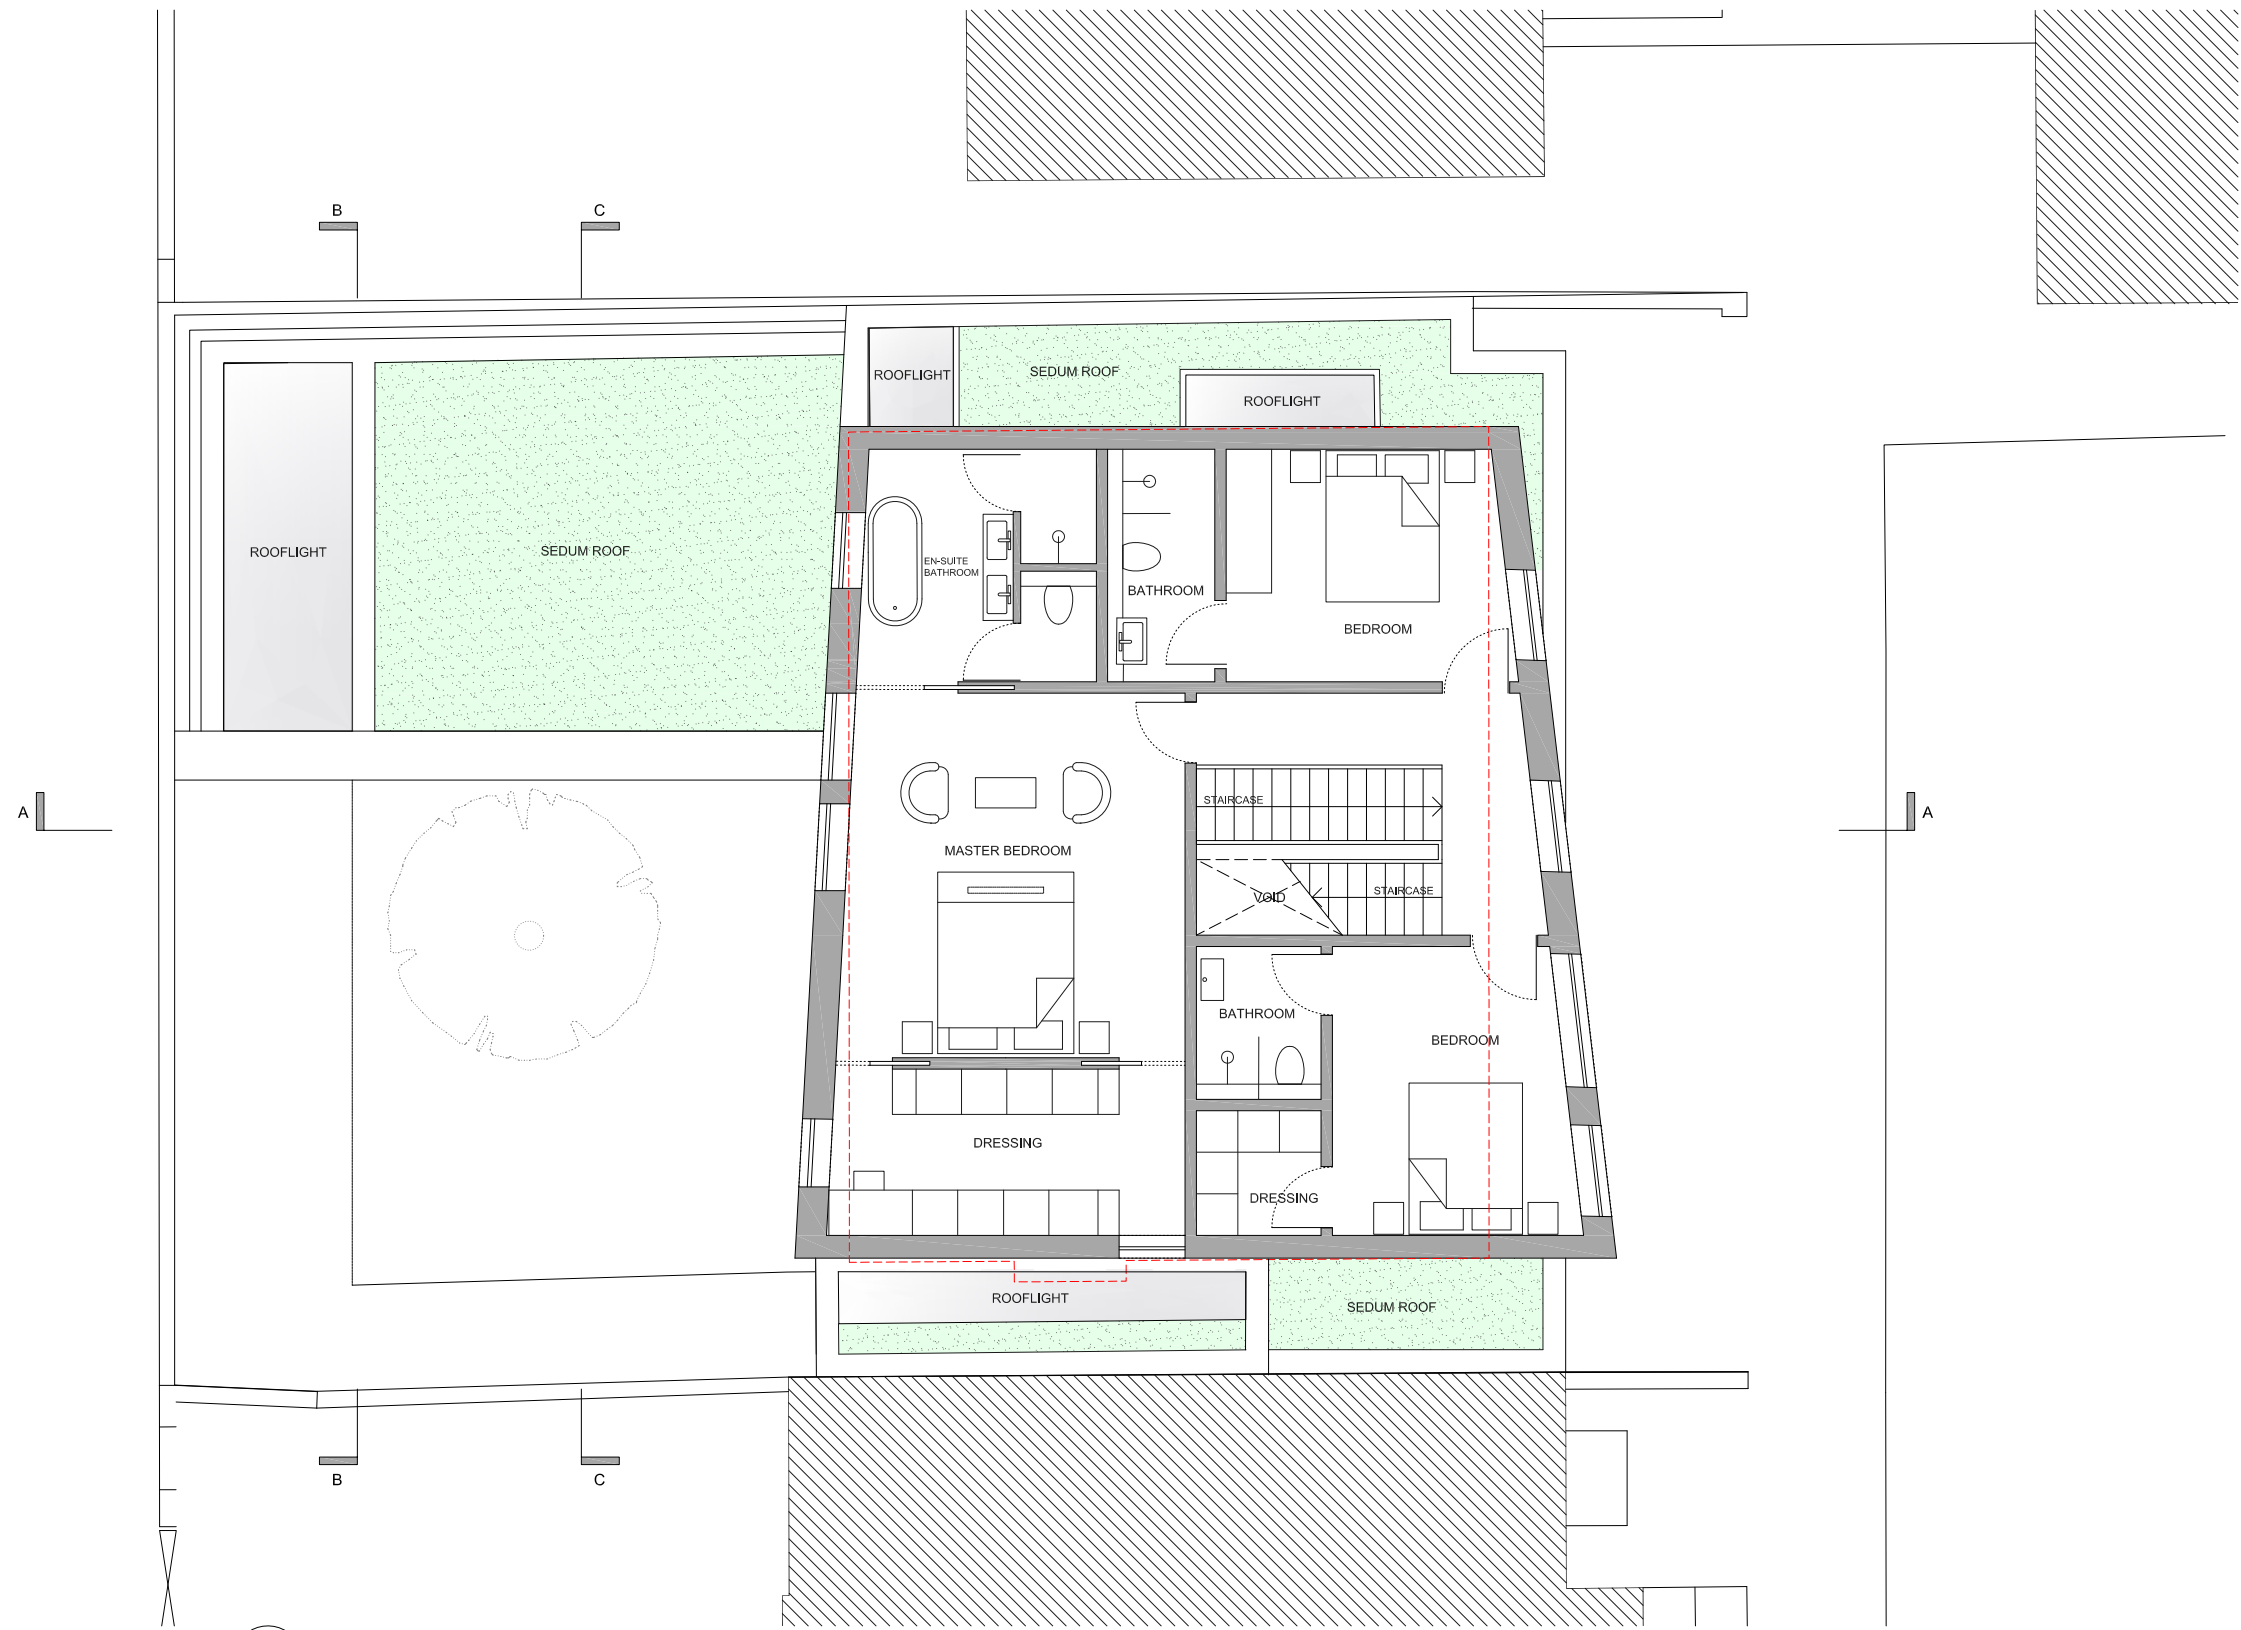 B
C
ROOFLIGHT
SEDUM ROOF
ROOFLIGHT
ROOFLIGHT
SEDUM ROOF
EN-SUITE
BATHROOM
BATHROOM
BEDROOM
A
STAIRCASE
A
MASTER BEDROOM
VOID
STAIRCASE
BATHROOM
BEDROOM
DRESSING
DRESSING
ROOFLIGHT
SEDUM ROOF
B
C